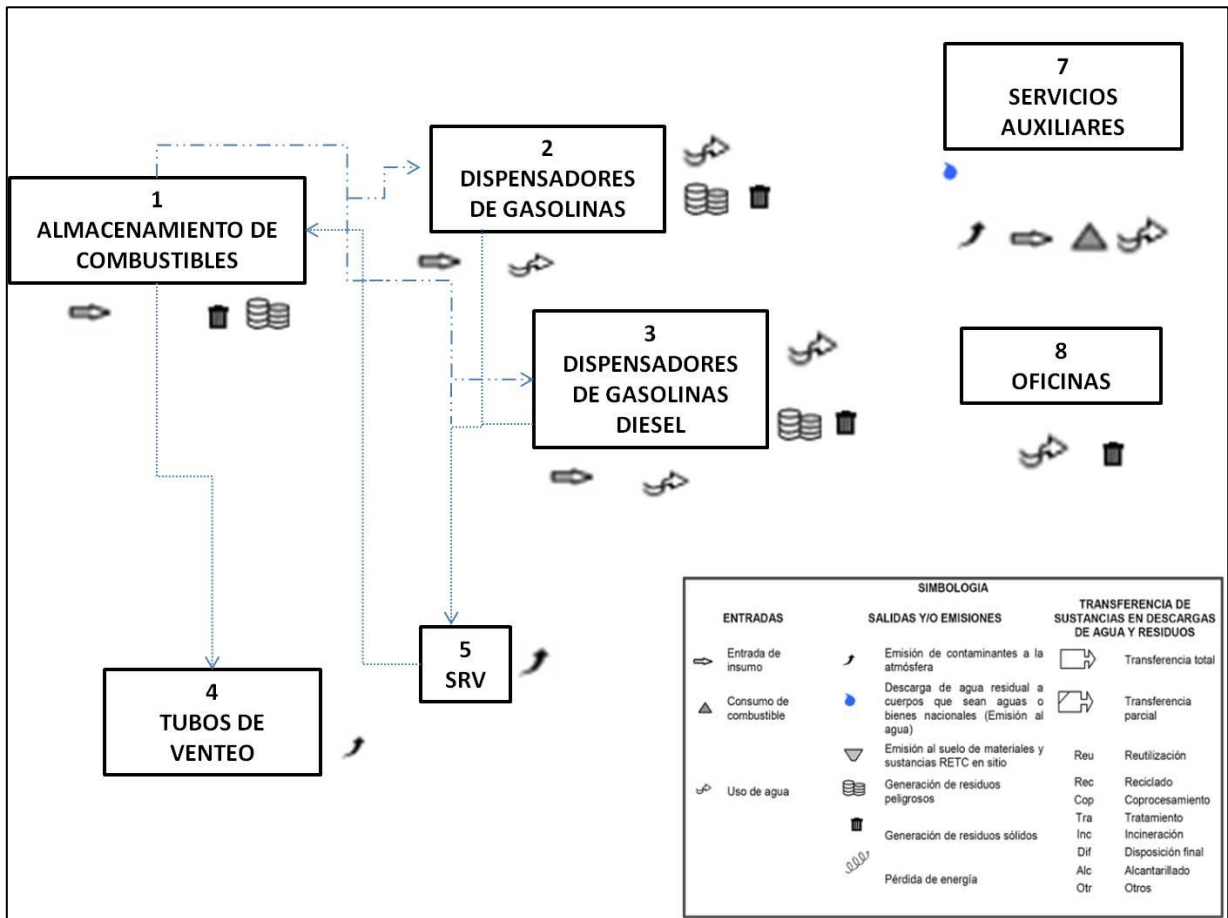 1
ALMACENAMIENTO DE
COMBUSTIBLES
2
DISPENSADORES
DE GASOLINAS
3
DISPENSADORES
DE GASOLINAS
DIESEL
4
TUBOS DE
VENTEO
5
SRV
7
SERVICIOS
AUXILIARES
8
OFICINAS
SIMBOLOGIA
ENTRADAS
Entrada de
insumo
Consumo de
combustible
Uso de agua
SALIDAS Y/O EMISIONES
Emisión de contaminantes a la
atmósfera
Descarga de agua residual a
cuerpos que sean aguas o
bienes nacionales (Emisión al
agua)
Emisión al suelo de materiales y
sustancias RETC en sitio
Generación de residuos
peligrosos
Generación de residuos sólidos
Pérdida de energía
TRANSFERENCIA DE
SUSTANCIAS EN DESCARGAS
DE AGUA Y RESIDUOS
Transferencia total
Transferencia
parcial
Reu Reutilización
Rec Reciclado
Cop Coprocesamiento
Tra Tratamiento
Inc Incineración
Dif Disposición final
Alc Alcantarillado
Otr Otros